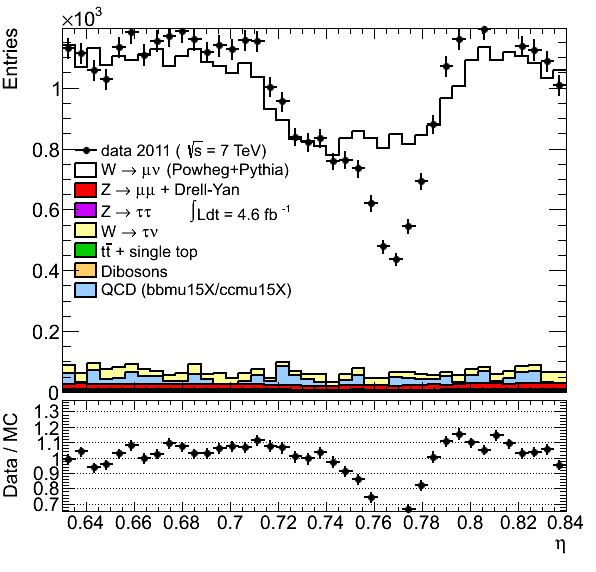 ×10³
Entries
1
0.8
0.6
0.4
0.2
0
data 2011 ( √s = 7 TeV)
W → μν (Powheg+Pythia)
Z → μμ + Drell-Yan
Z → ττ ∫Ldt = 4.6 fb⁻¹
W → τν
tt̄ + single top
Dibosons
QCD (bbmu15X/ccmu15X)
Data / MC
1.3
1.2
1.1
1
0.9
0.8
0.7
0.64 0.66 0.68 0.7 0.72 0.74 0.76 0.78 0.8 0.82 0.84
η